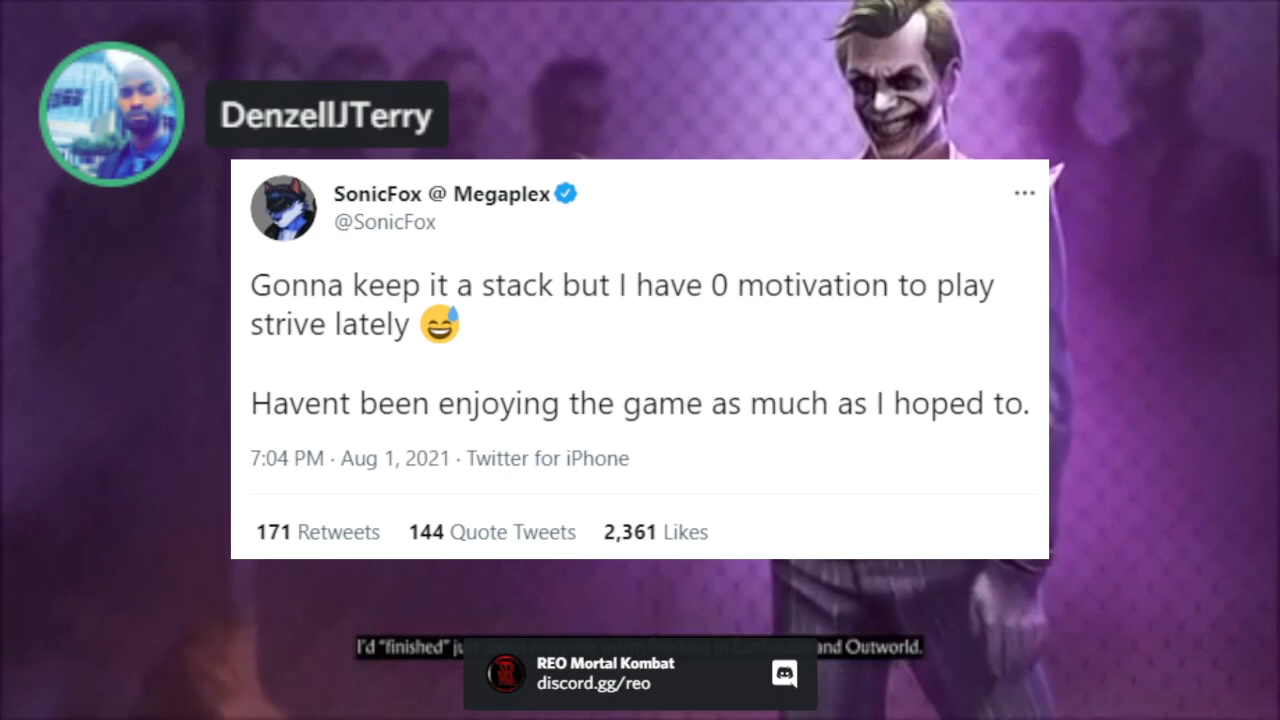 DenzellJTerry
SonicFox @ Megaplex
@SonicFox
Gonna keep it a stack but I have 0 motivation to play
strive lately 😅
Havent been enjoying the game as much as I hoped to.
7:04 PM · Aug 1, 2021 · Twitter for iPhone
171 Retweets 144 Quote Tweets 2,361 Likes
I'd "finished" and Outworld.
REO Mortal Kombat
discord.gg/reo